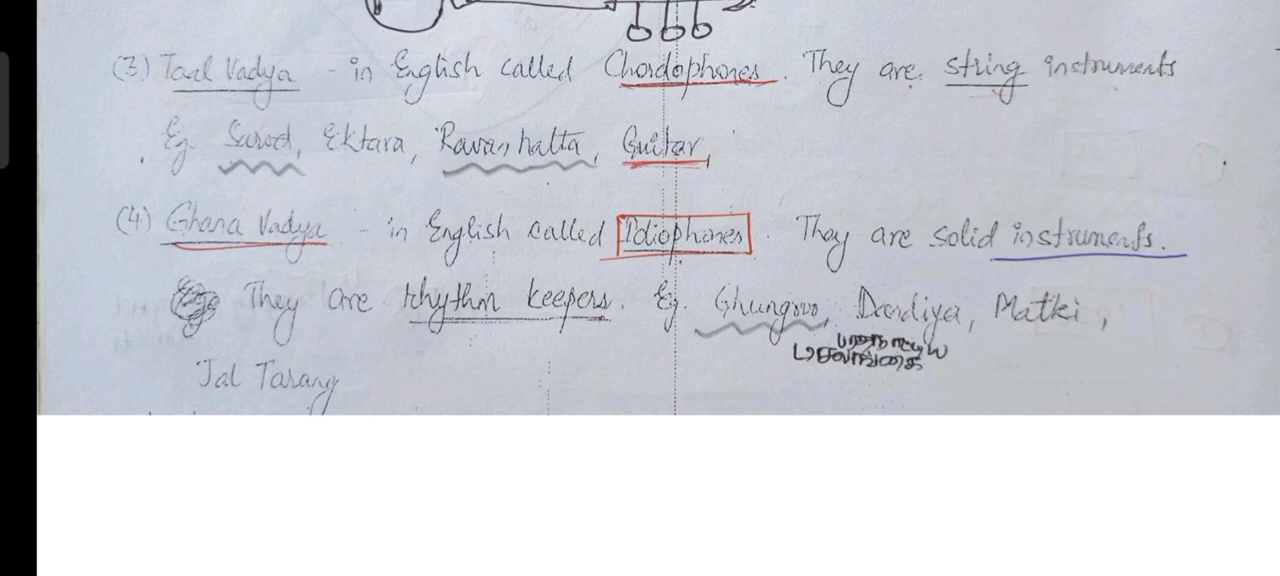 (3) Taal Vadya - in English called Chordophones. They are string instruments
Eg. Sarod, Ektara, Ravanhatta, Guitar,
(4) Ghana Vadya - in English called Idiophones. They are solid instruments.
They are rhythm keepers. Eg. Ghungroo, Dandiya, Matki,
Jal Tarang